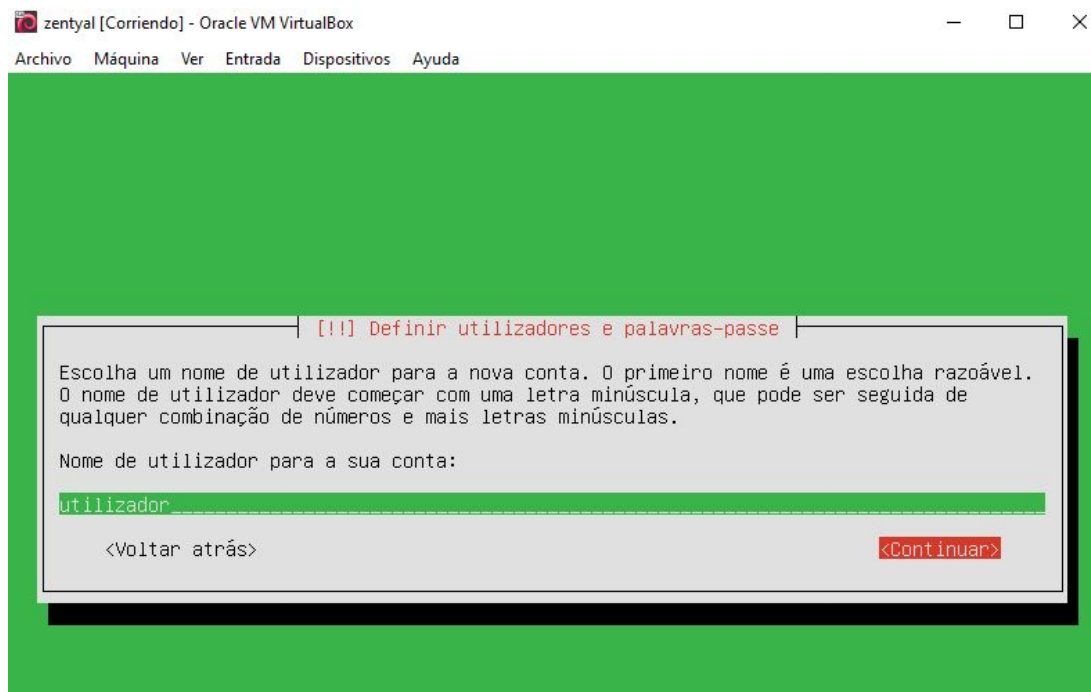 zentyal [Corriendo] - Oracle VM VirtualBox
Archivo Máquina Ver Entrada Dispositivos Ayuda
[!!] Definir utilizadores e palavras-passe
Escolha um nome de utilizador para a nova conta. O primeiro nome é uma escolha razoável.
O nome de utilizador deve começar com uma letra minúscula, que pode ser seguida de
qualquer combinação de números e mais letras minúsculas.
Nome de utilizador para a sua conta:
utilizador
<Voltar atrás> <Continuar>